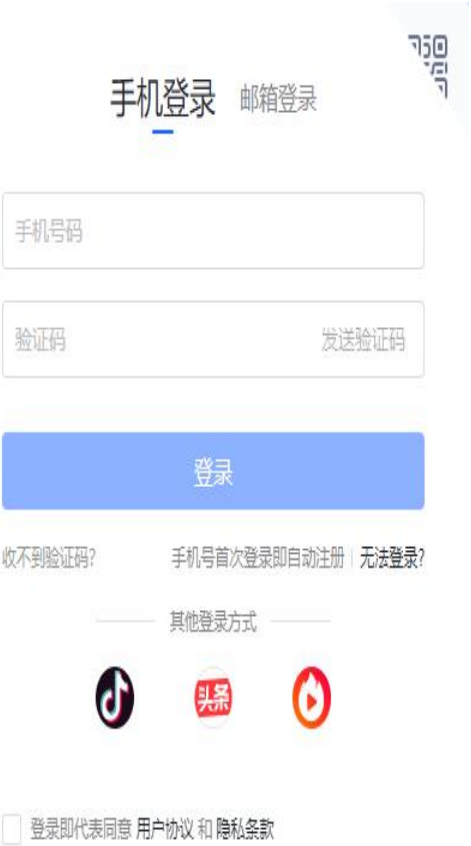 手机登录 邮箱登录
手机号码
验证码 发送验证码
登录
收不到验证码? 手机号首次登录即自动注册 | 无法登录?
其他登录方式
头条
登录即代表同意 用户协议 和 隐私条款